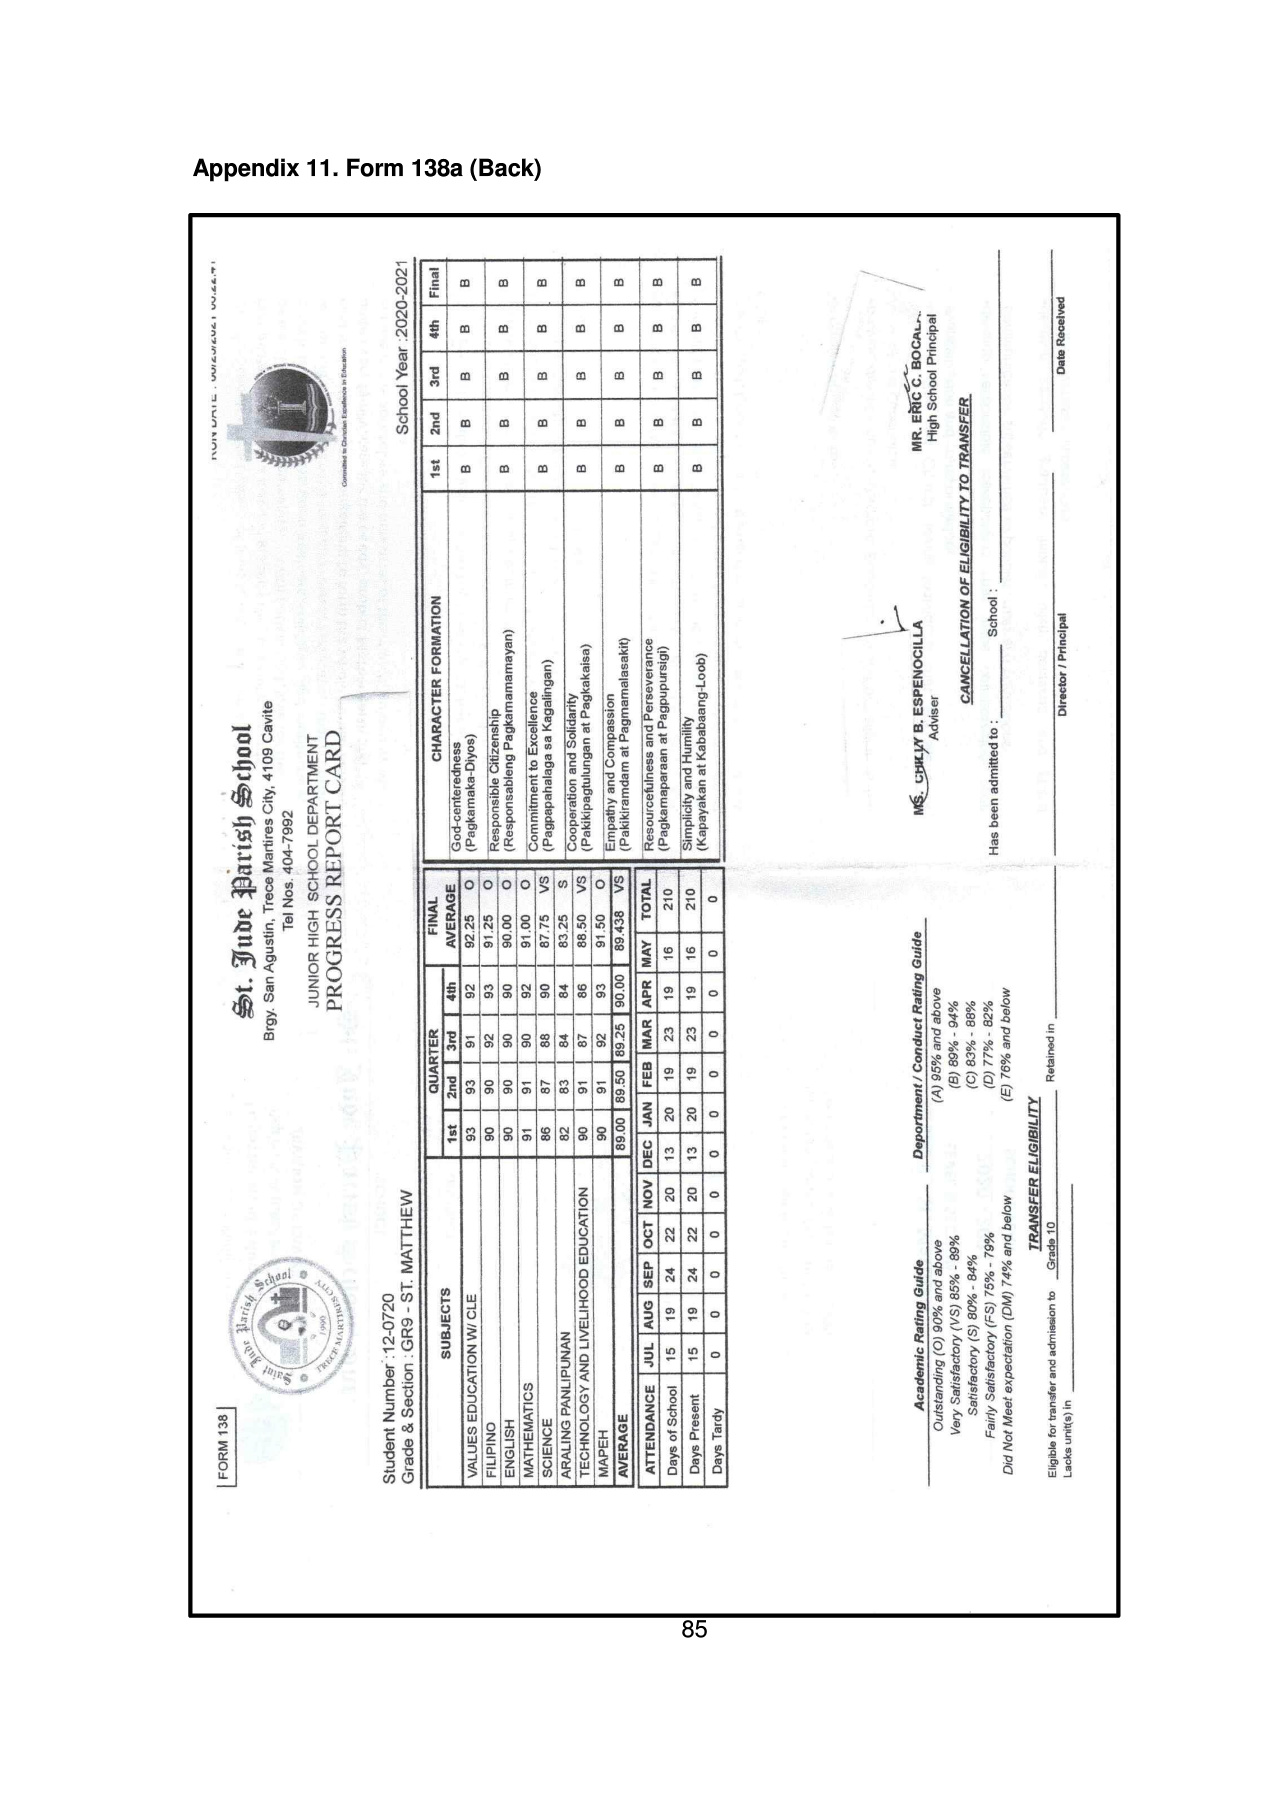 Appendix 11. Form 138a (Back)
FORM 138
Saint Jude Parish School
1990
TRECE MARTIRES CITY
St. Jude Parish School
Brgy. San Agustin, Trece Martires City, 4109 Cavite
Tel Nos. 404-7992
JUNIOR HIGH SCHOOL DEPARTMENT
PROGRESS REPORT CARD
Committed to Christian Excellence in Education
Student Number :12-0720
Grade & Section : GR9 - ST. MATTHEW
School Year :2020-2021
SUBJECTS QUARTER FINAL AVERAGE
1st 2nd 3rd 4th
VALUES EDUCATION W/ CLE 93 93 91 92 92.25 O
FILIPINO 90 90 92 93 91.25 O
ENGLISH 90 90 90 90 90.00 O
MATHEMATICS 91 91 90 92 91.00 O
SCIENCE 86 87 88 90 87.75 VS
ARALING PANLIPUNAN 82 83 84 84 83.25 S
TECHNOLOGY AND LIVELIHOOD EDUCATION 90 91 87 86 88.50 VS
MAPEH 90 91 92 93 91.50 O
AVERAGE 89.00 89.50 89.25 90.00 89.438 VS
ATTENDANCE JUL AUG SEP OCT NOV DEC JAN FEB MAR APR MAY TOTAL
Days of School 15 19 24 22 20 13 20 19 23 19 16 210
Days Present 15 19 24 22 20 13 20 19 23 19 16 210
Days Tardy 0 0 0 0 0 0 0 0 0 0 0 0
CHARACTER FORMATION 1st 2nd 3rd 4th Final
God-centeredness B B B B B
(Pagkamaka-Diyos)
Responsible Citizenship B B B B B
(Responsableng Pagkamamamayan)
Commitment to Excellence B B B B B
(Pagpapahalaga sa Kagalingan)
Cooperation and Solidarity B B B B B
(Pakikipagtulungan at Pagkakaisa)
Empathy and Compassion B B B B B
(Pakikiramdam at Pagmamalasakit)
Resourcefulness and Perseverance B B B B B
(Pagkamaparaan at Pagpupursigi)
Simplicity and Humility B B B B B
(Kapayakan at Kababaang-Loob)
Academic Rating Guide
Outstanding (O) 90% and above
Very Satisfactory (VS) 85% - 89%
Satisfactory (S) 80% - 84%
Fairly Satisfactory (FS) 75% - 79%
Did Not Meet expectation (DM) 74% and below
Deportment / Conduct Rating Guide
(A) 95% and above
(B) 89% - 94%
(C) 83% - 88%
(D) 77% - 82%
(E) 76% and below
TRANSFER ELIGIBILITY
Eligible for transfer and admission to Grade 10 Retained in
Lacks unit(s) in
MS. B. ESPENOCILLA
Adviser
MR. ERIC C.
High School Principal
CANCELLATION OF ELIGIBILITY TO TRANSFER
Has been admitted to : School :
Director / Principal
Date Received
85